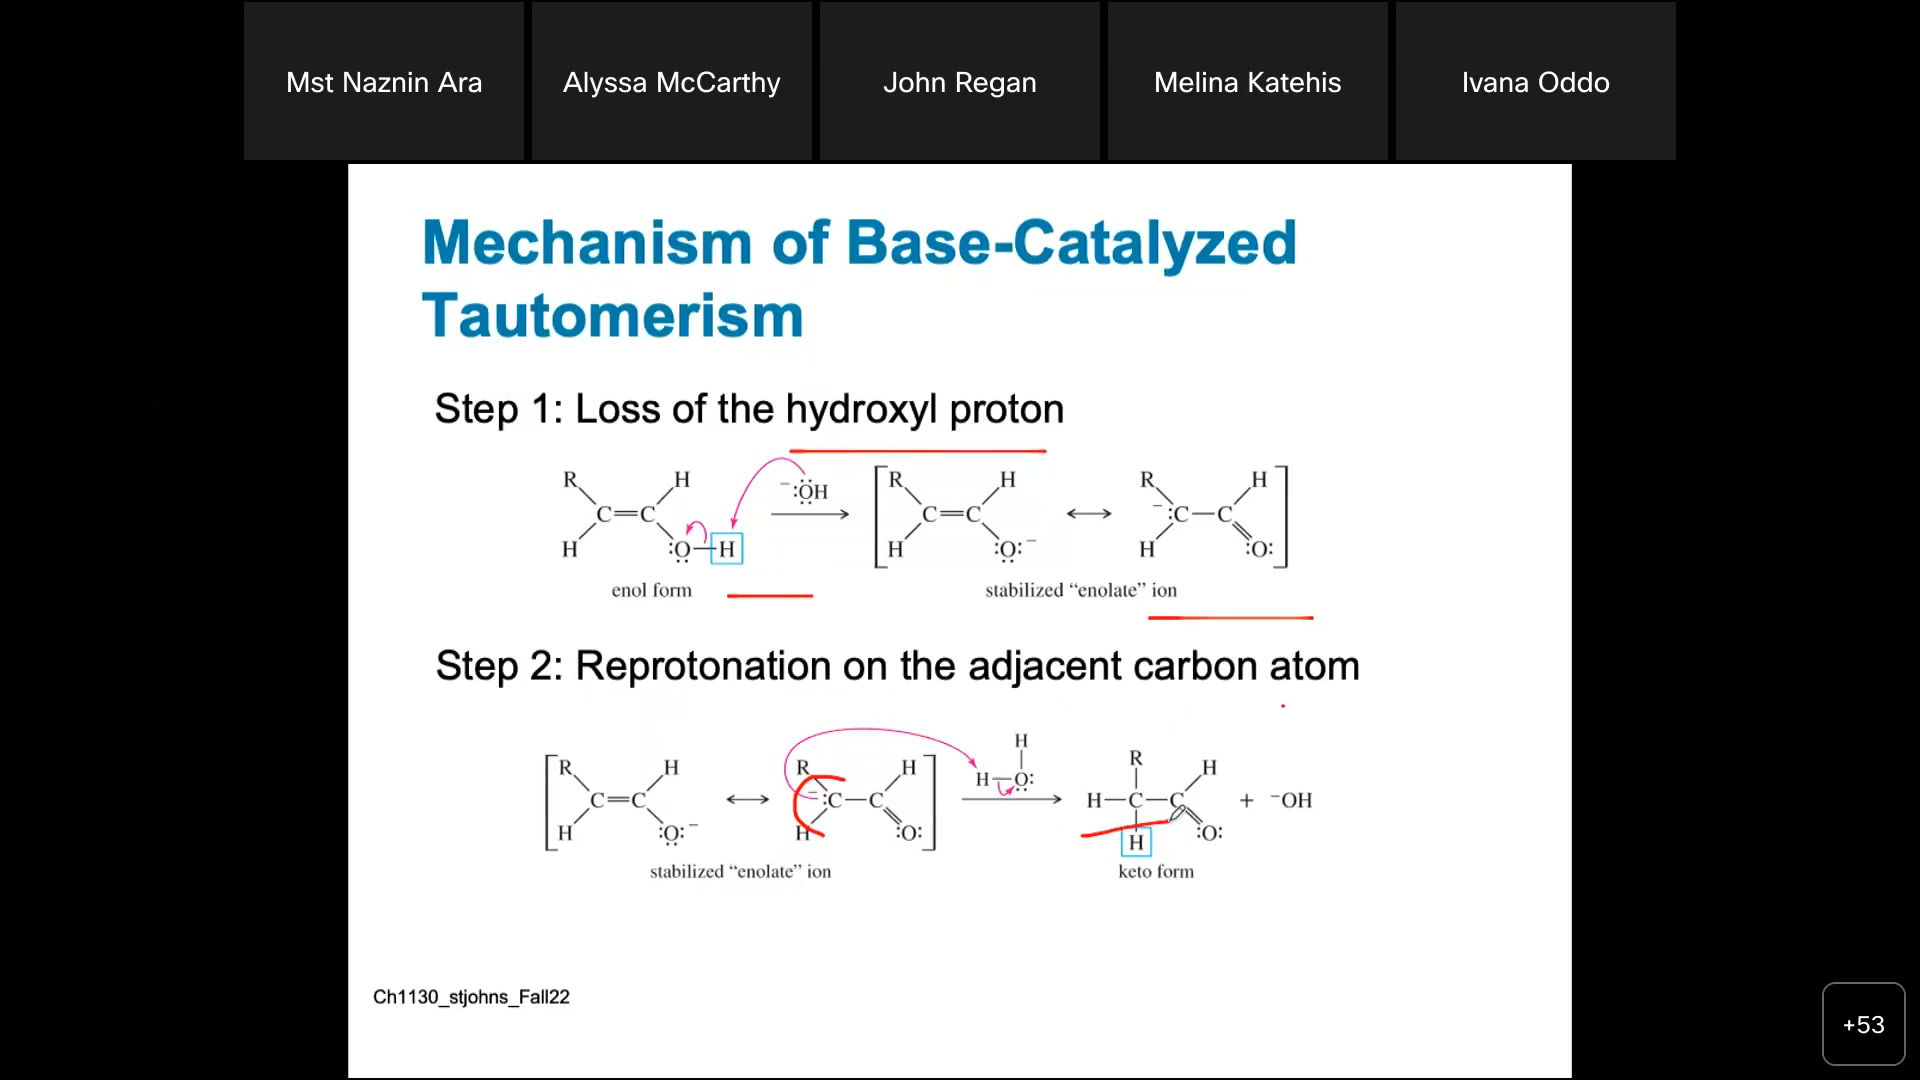 Mst Naznin Ara
Alyssa McCarthy
John Regan
Melina Katehis
Ivana Oddo
Mechanism of Base-Catalyzed
Tautomerism
Step 1: Loss of the hydroxyl proton
R H H C=C :O–H
⁻:OH
R H H C=C :O:⁻
R H H ⁻:C–C :O:
enol form
stabilized “enolate” ion
Step 2: Reprotonation on the adjacent carbon atom
R H H C=C :O:⁻
R H H ⁻:C–C :O:
H H–O:
R H H–C–C H :O:
+ ⁻OH
stabilized “enolate” ion
keto form
Ch1130_stjohns_Fall22
+53